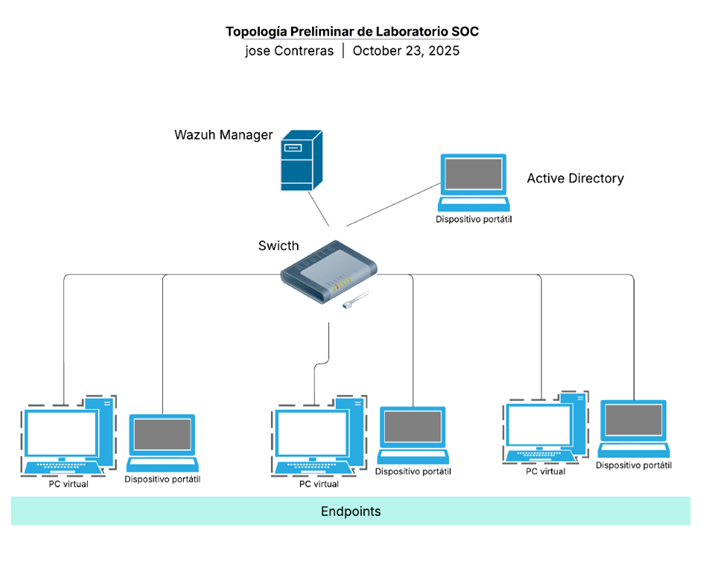 Topología Preliminar de Laboratorio SOC
jose Contreras | October 23, 2025
Wazuh Manager
Active Directory
Dispositivo portátil
Swicth
PC virtual
Dispositivo portátil
PC virtual
Dispositivo portátil
PC virtual
Dispositivo portátil
Endpoints